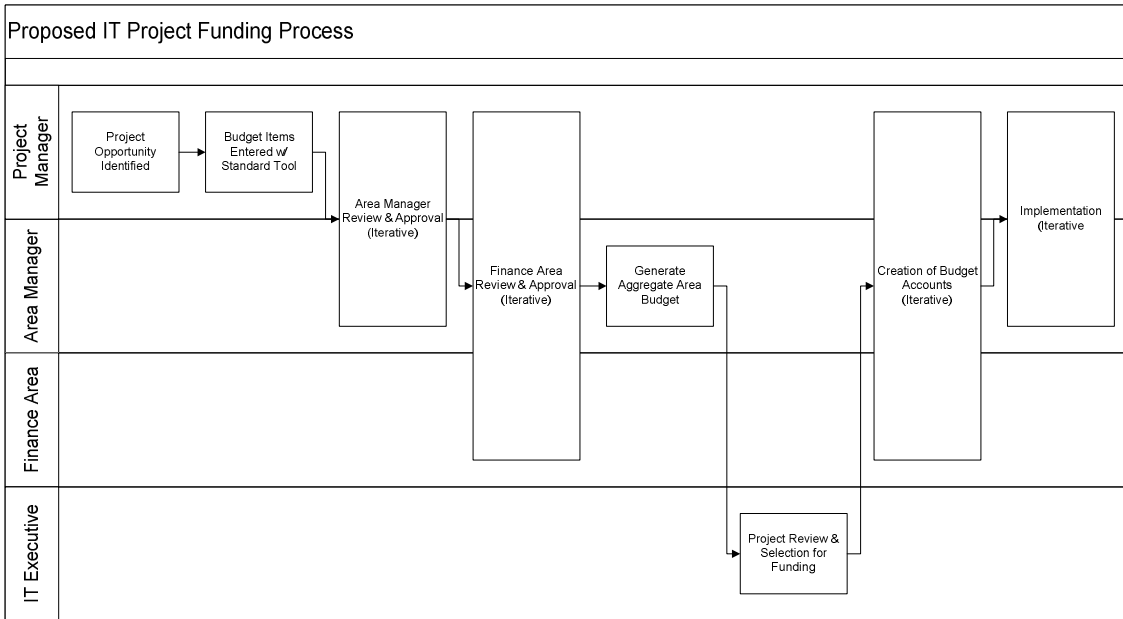 Proposed IT Project Funding Process
Project
Manager
Project
Opportunity
Identified
Budget Items
Entered w/
Standard Tool
Area Manager
Review & Approval
(Iterative)
Finance Area
Review & Approval
(Iterative)
Generate
Aggregate Area
Budget
Creation of Budget
Accounts
(Iterative)
Implementation
(Iterative
Area Manager
Finance Area
IT Executive
Project Review &
Selection for
Funding